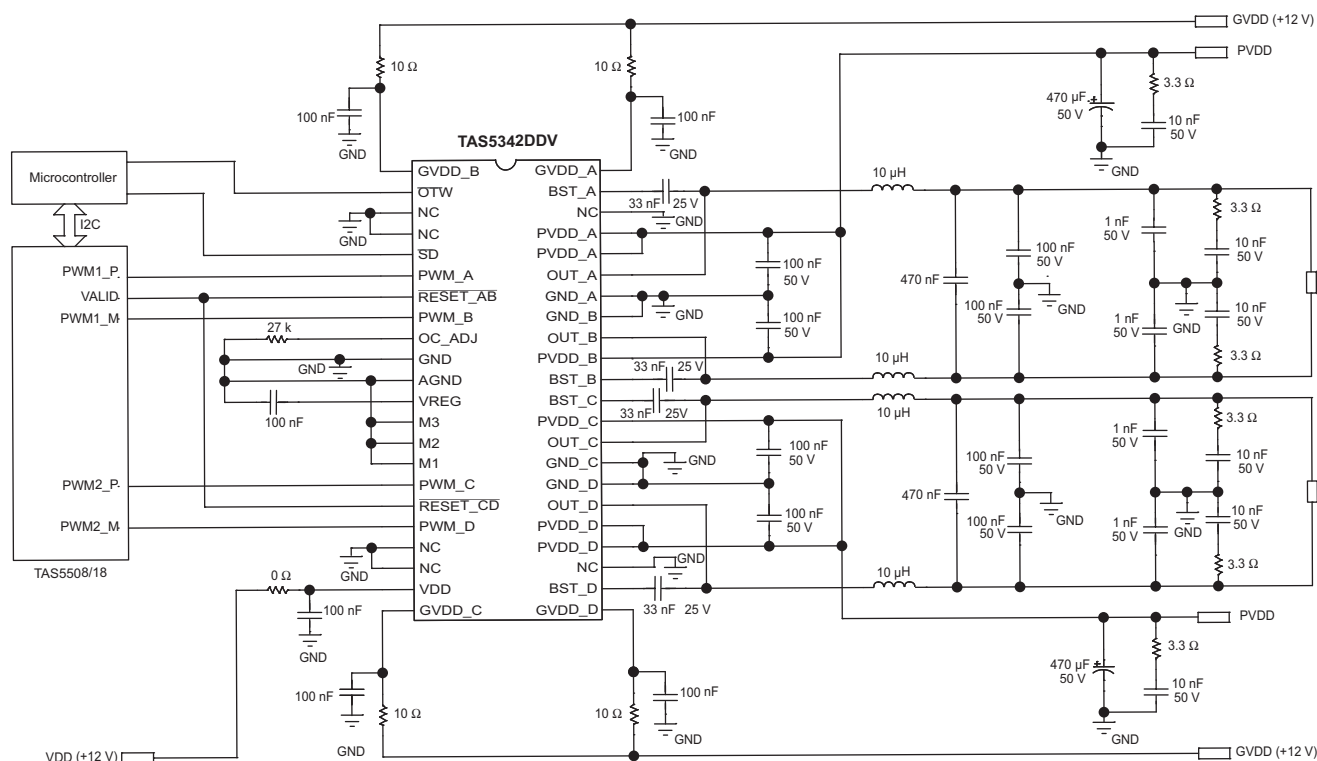 GVDD (+12 V)
PVDD
10 Ω
10 Ω
3.3 Ω
470 µF
50 V
10 nF
50 V
100 nF
GND
100 nF
GND
GND
TAS5342DDV
Microcontroller
I2C
TAS5508/18
PWM1_P
VALID
PWM1_M
PWM2_P
PWM2_M
GVDD_B
OTW
NC
NC
SD
PWM_A
RESET_AB
PWM_B
OC_ADJ
GND
AGND
VREG
M3
M2
M1
PWM_C
RESET_CD
PWM_D
NC
NC
VDD
GVDD_C
GVDD_A
BST_A
NC
PVDD_A
PVDD_A
OUT_A
GND_A
GND_B
OUT_B
PVDD_B
BST_B
BST_C
PVDD_C
OUT_C
GND_C
GND_D
OUT_D
PVDD_D
PVDD_D
NC
BST_D
GVDD_D
GND
27 k
GND
100 nF
GND
0 Ω
100 nF
GND
33 nF 25 V
GND
100 nF
50 V
GND
100 nF
50 V
33 nF 25 V
33 nF 25V
GND
100 nF
50 V
100 nF
50 V
GND
33 nF 25 V
10 µH
470 nF
100 nF
50 V
GND
100 nF
50 V
1 nF
50 V
GND
1 nF
50 V
3.3 Ω
10 nF
50 V
10 nF
50 V
3.3 Ω
10 µH
10 µH
470 nF
100 nF
50 V
GND
100 nF
50 V
1 nF
50 V
GND
1 nF
50 V
3.3 Ω
10 nF
50 V
10 nF
50 V
3.3 Ω
10 µH
PVDD
3.3 Ω
470 µF
50 V
10 nF
50 V
GND
100 nF
10 Ω
GND
100 nF
10 Ω
GND
VDD (+12 V)
GVDD (+12 V)